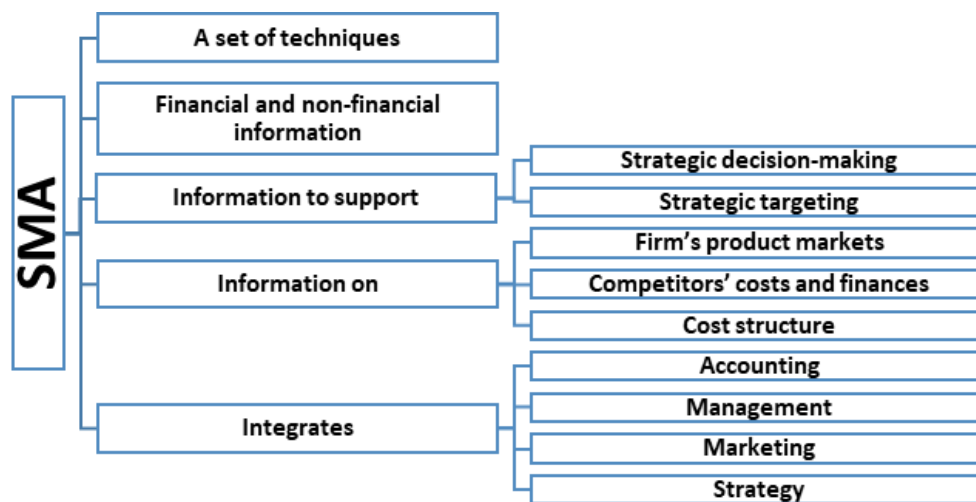 SMA
A set of techniques
Financial and non-financial
information
Information to support
Strategic decision-making
Strategic targeting
Information on
Firm's product markets
Competitors' costs and finances
Cost structure
Integrates
Accounting
Management
Marketing
Strategy